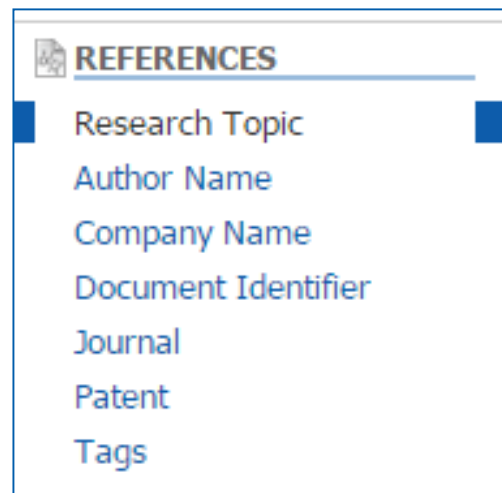 REFERENCES
Research Topic
Author Name
Company Name
Document Identifier
Journal
Patent
Tags